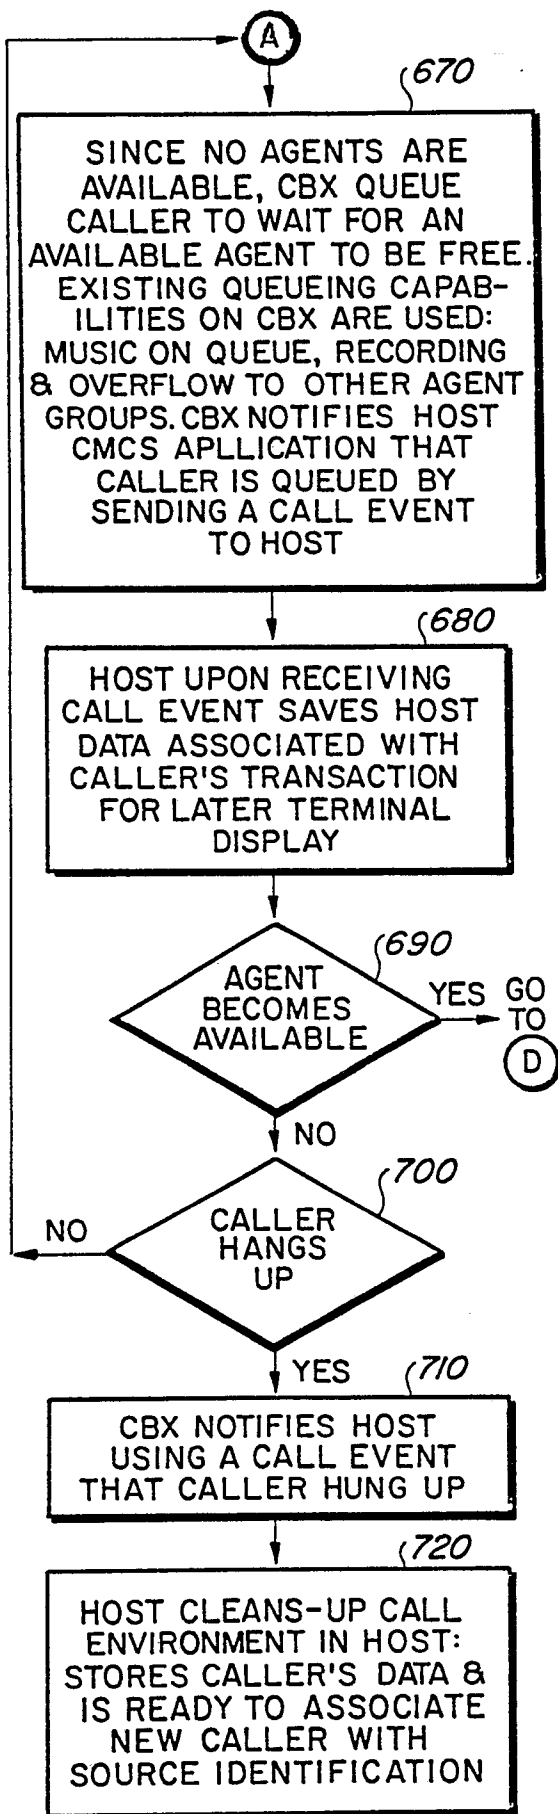 A
670
SINCE NO AGENTS ARE
AVAILABLE, CBX QUEUE
CALLER TO WAIT FOR AN
AVAILABLE AGENT TO BE FREE.
EXISTING QUEUEING CAPAB-
ILITIES ON CBX ARE USED:
MUSIC ON QUEUE, RECORDING
& OVERFLOW TO OTHER AGENT
GROUPS. CBX NOTIFIES HOST
CMCS APLLICATION THAT
CALLER IS QUEUED BY
SENDING A CALL EVENT
TO HOST
680
HOST UPON RECEIVING
CALL EVENT SAVES HOST
DATA ASSOCIATED WITH
CALLER'S TRANSACTION
FOR LATER TERMINAL
DISPLAY
690
AGENT
BECOMES
AVAILABLE
YES
GO
TO
D
NO
700
CALLER
HANGS
UP
NO
YES
710
CBX NOTIFIES HOST
USING A CALL EVENT
THAT CALLER HUNG UP
720
HOST CLEANS-UP CALL
ENVIRONMENT IN HOST:
STORES CALLER'S DATA &
IS READY TO ASSOCIATE
NEW CALLER WITH
SOURCE IDENTIFICATION